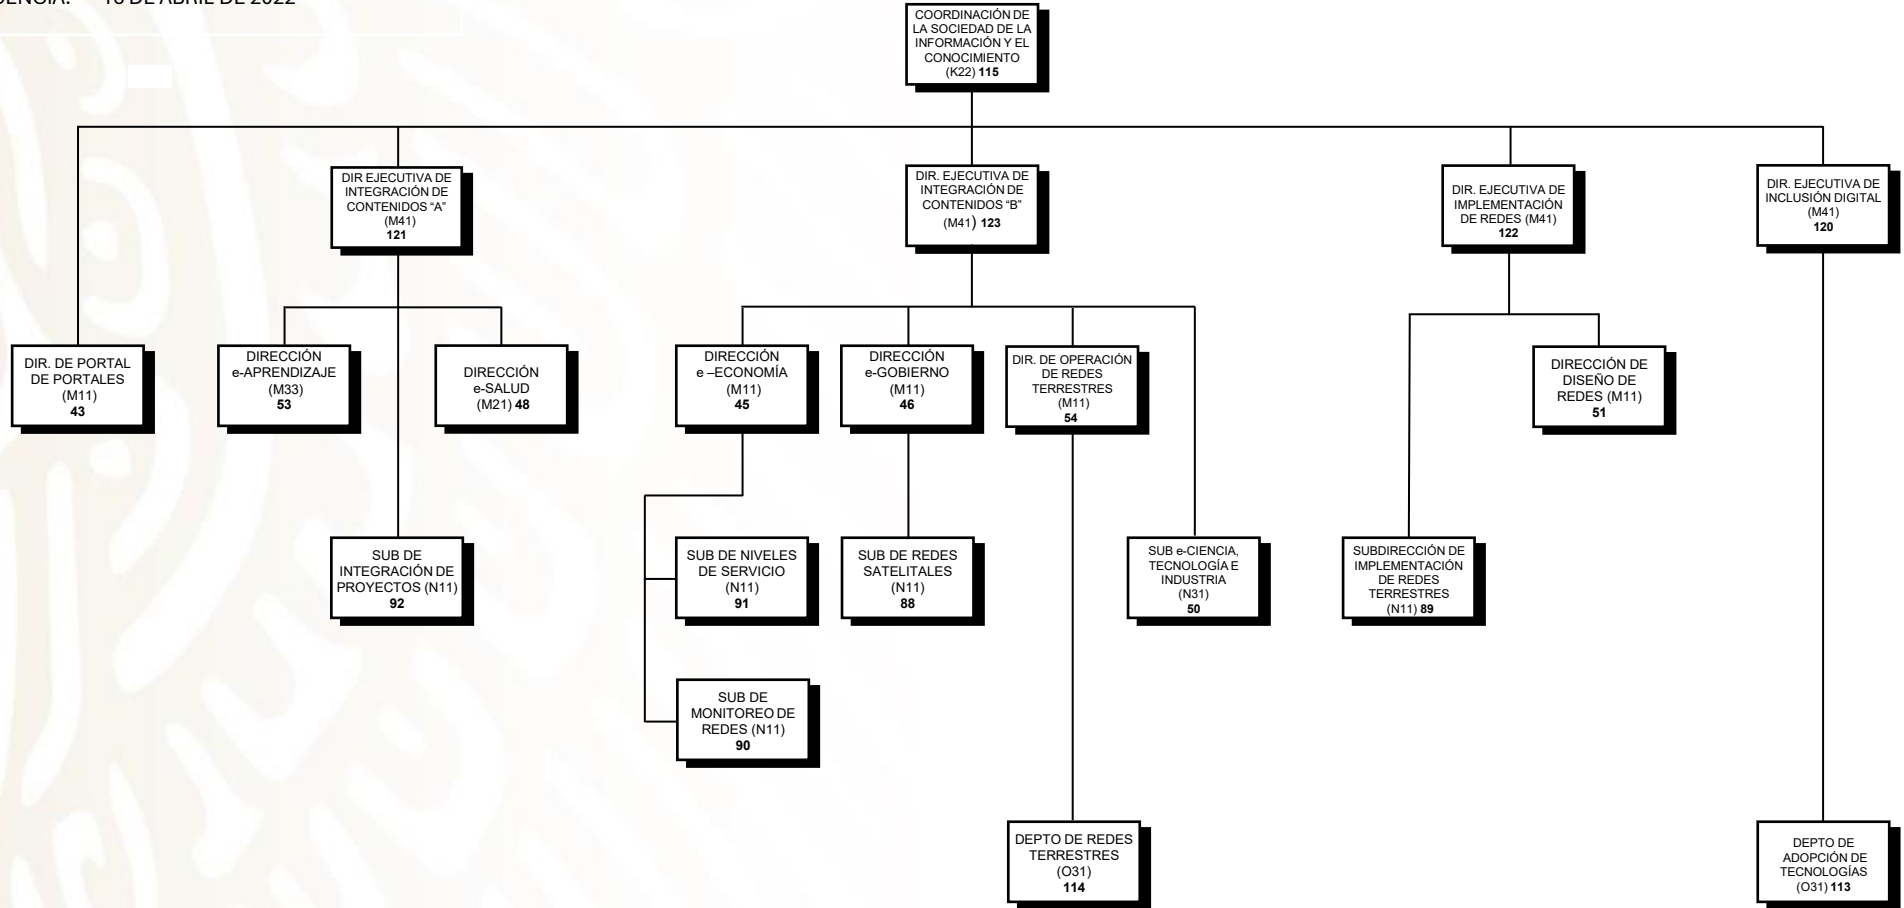 DE ABRIL DE 2022
COORDINACIÓN DE
LA SOCIEDAD DE LA
INFORMACIÓN Y EL
CONOCIMIENTO
(K22) 115
DIR EJECUTIVA DE
INTEGRACIÓN DE
CONTENIDOS “A”
(M41)
121
DIR. EJECUTIVA DE
INTEGRACIÓN DE
CONTENIDOS “B”
(M41) 123
DIR. EJECUTIVA DE
IMPLEMENTACIÓN
DE REDES (M41)
122
DIR. EJECUTIVA DE
INCLUSIÓN DIGITAL
(M41)
120
DIR. DE PORTAL
DE PORTALES
(M11)
43
DIRECCIÓN
e-APRENDIZAJE
(M33)
53
DIRECCIÓN
e-SALUD
(M21) 48
DIRECCIÓN
e –ECONOMÍA
(M11)
45
DIRECCIÓN
e-GOBIERNO
(M11)
46
DIR. DE OPERACIÓN
DE REDES
TERRESTRES
(M11)
54
DIRECCIÓN DE
DISEÑO DE
REDES (M11)
51
SUB DE
INTEGRACIÓN DE
PROYECTOS (N11)
92
SUB DE NIVELES
DE SERVICIO
(N11)
91
SUB DE REDES
SATELITALES
(N11)
88
SUB e-CIENCIA,
TECNOLOGÍA E
INDUSTRIA
(N31)
50
SUBDIRECCIÓN DE
IMPLEMENTACIÓN
DE REDES
TERRESTRES
(N11) 89
SUB DE
MONITOREO DE
REDES (N11)
90
DEPTO DE REDES
TERRESTRES
(O31)
114
DEPTO DE
ADOPCIÓN DE
TECNOLOGÍAS
(O31) 113